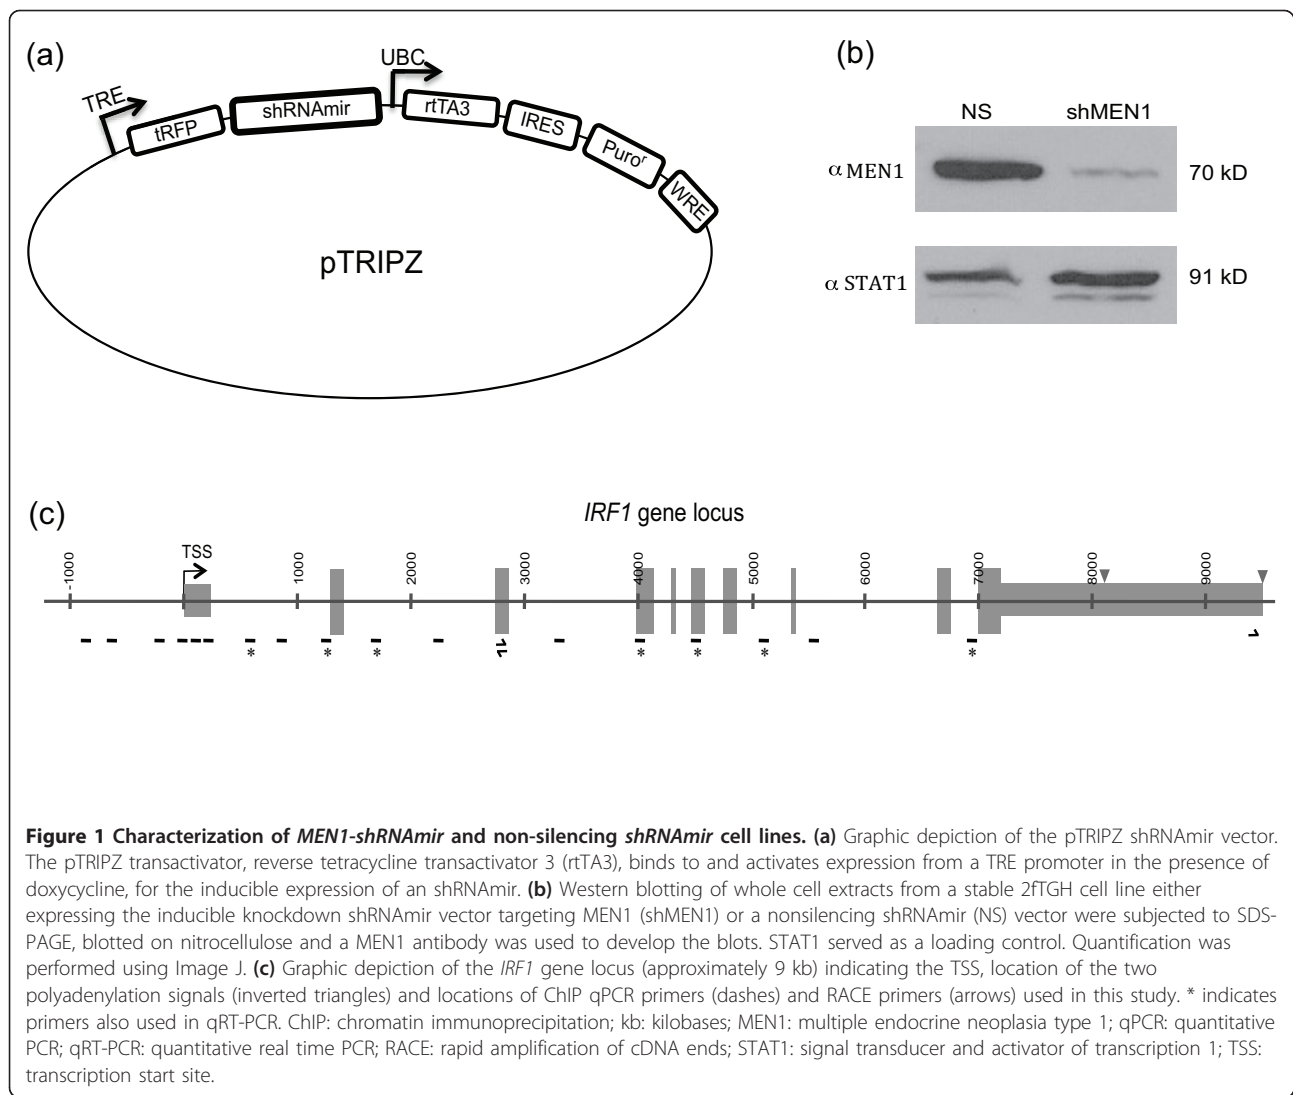 (a)
TRE
tRFP
shRNAmir
UBC
rtTA3
IRES
Puroʳ
WRE
pTRIPZ
(b)
NS shMEN1
α MEN1 70 kD
α STAT1 91 kD
(c)
IRF1 gene locus
-1000 TSS 1000 2000 3000 4000 5000 6000 7000 8000 9000
* * * * * * *
Figure 1 Characterization of MEN1-shRNAmir and non-silencing shRNAmir cell lines. (a) Graphic depiction of the pTRIPZ shRNAmir vector.
The pTRIPZ transactivator, reverse tetracycline transactivator 3 (rtTA3), binds to and activates expression from a TRE promoter in the presence of
doxycycline, for the inducible expression of an shRNAmir. (b) Western blotting of whole cell extracts from a stable 2fTGH cell line either
expressing the inducible knockdown shRNAmir vector targeting MEN1 (shMEN1) or a nonsilencing shRNAmir (NS) vector were subjected to SDS-
PAGE, blotted on nitrocellulose and a MEN1 antibody was used to develop the blots. STAT1 served as a loading control. Quantification was
performed using Image J. (c) Graphic depiction of the IRF1 gene locus (approximately 9 kb) indicating the TSS, location of the two
polyadenylation signals (inverted triangles) and locations of ChIP qPCR primers (dashes) and RACE primers (arrows) used in this study. * indicates
primers also used in qRT-PCR. ChIP: chromatin immunoprecipitation; kb: kilobases; MEN1: multiple endocrine neoplasia type 1; qPCR: quantitative
PCR; qRT-PCR: quantitative real time PCR; RACE: rapid amplification of cDNA ends; STAT1: signal transducer and activator of transcription 1; TSS:
transcription start site.